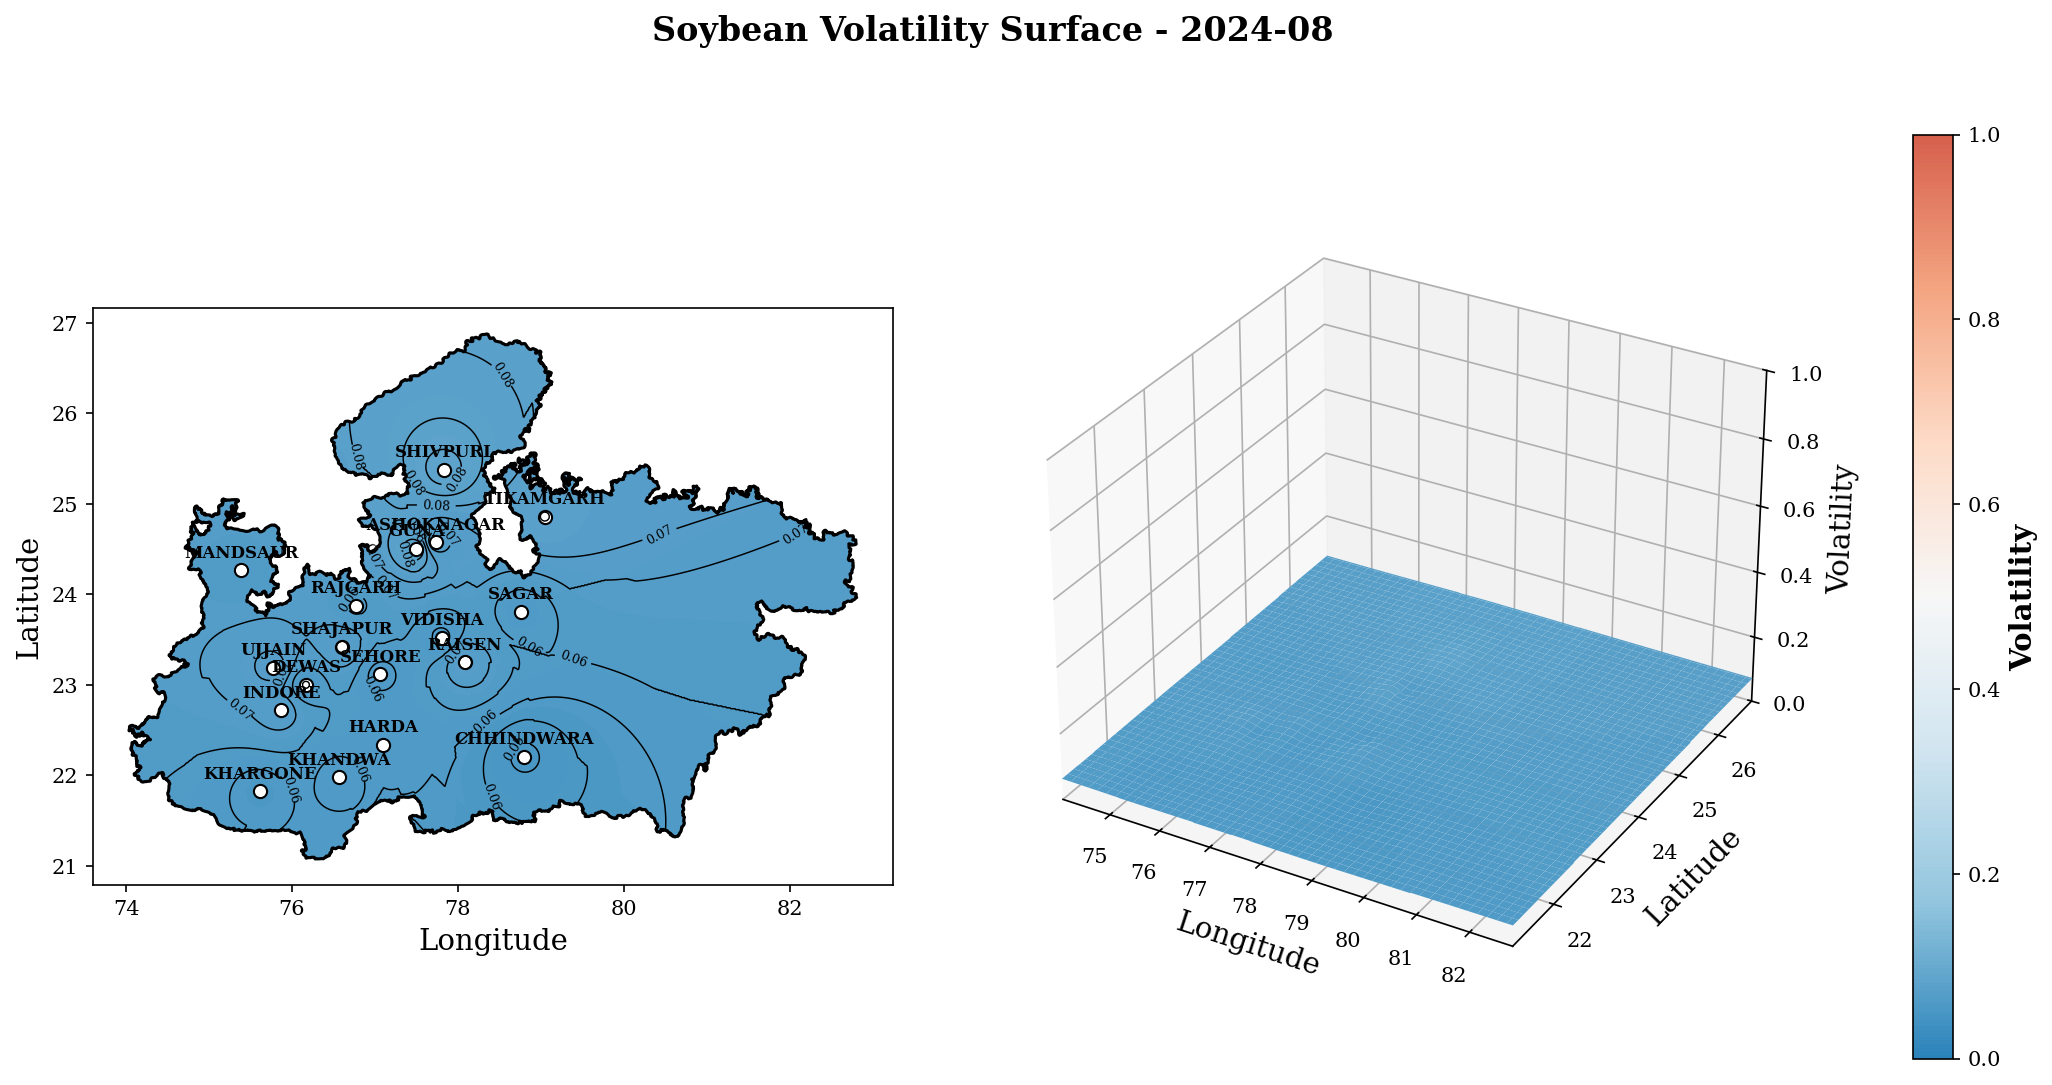 Soybean Volatility Surface - 2024-08
27
26
25
24
23
22
21
Latitude
74
76
78
80
82
Longitude
SHIVPURI
TIKAMGARH
ASHOKNAGAR
GUNA
MANDSAUR
RAJGARH
SAGAR
VIDISHA
SHAJAPUR
RAISEN
UJJAIN
SEHORE
DEWAS
INDORE
HARDA
CHHINDWARA
KHANDWA
KHARGONE
0.08
0.08
0.08
0.08
0.08
0.08
0.07
0.07
0.07
0.07
0.06
0.06
0.07
0.06
0.06
0.06
0.06
0.06
1.0
0.8
0.6
0.4
0.2
0.0
Volatility
75
76
77
78
79
80
81
82
Longitude
22
23
24
25
26
Latitude
1.0
0.8
0.6
0.4
0.2
0.0
Volatility